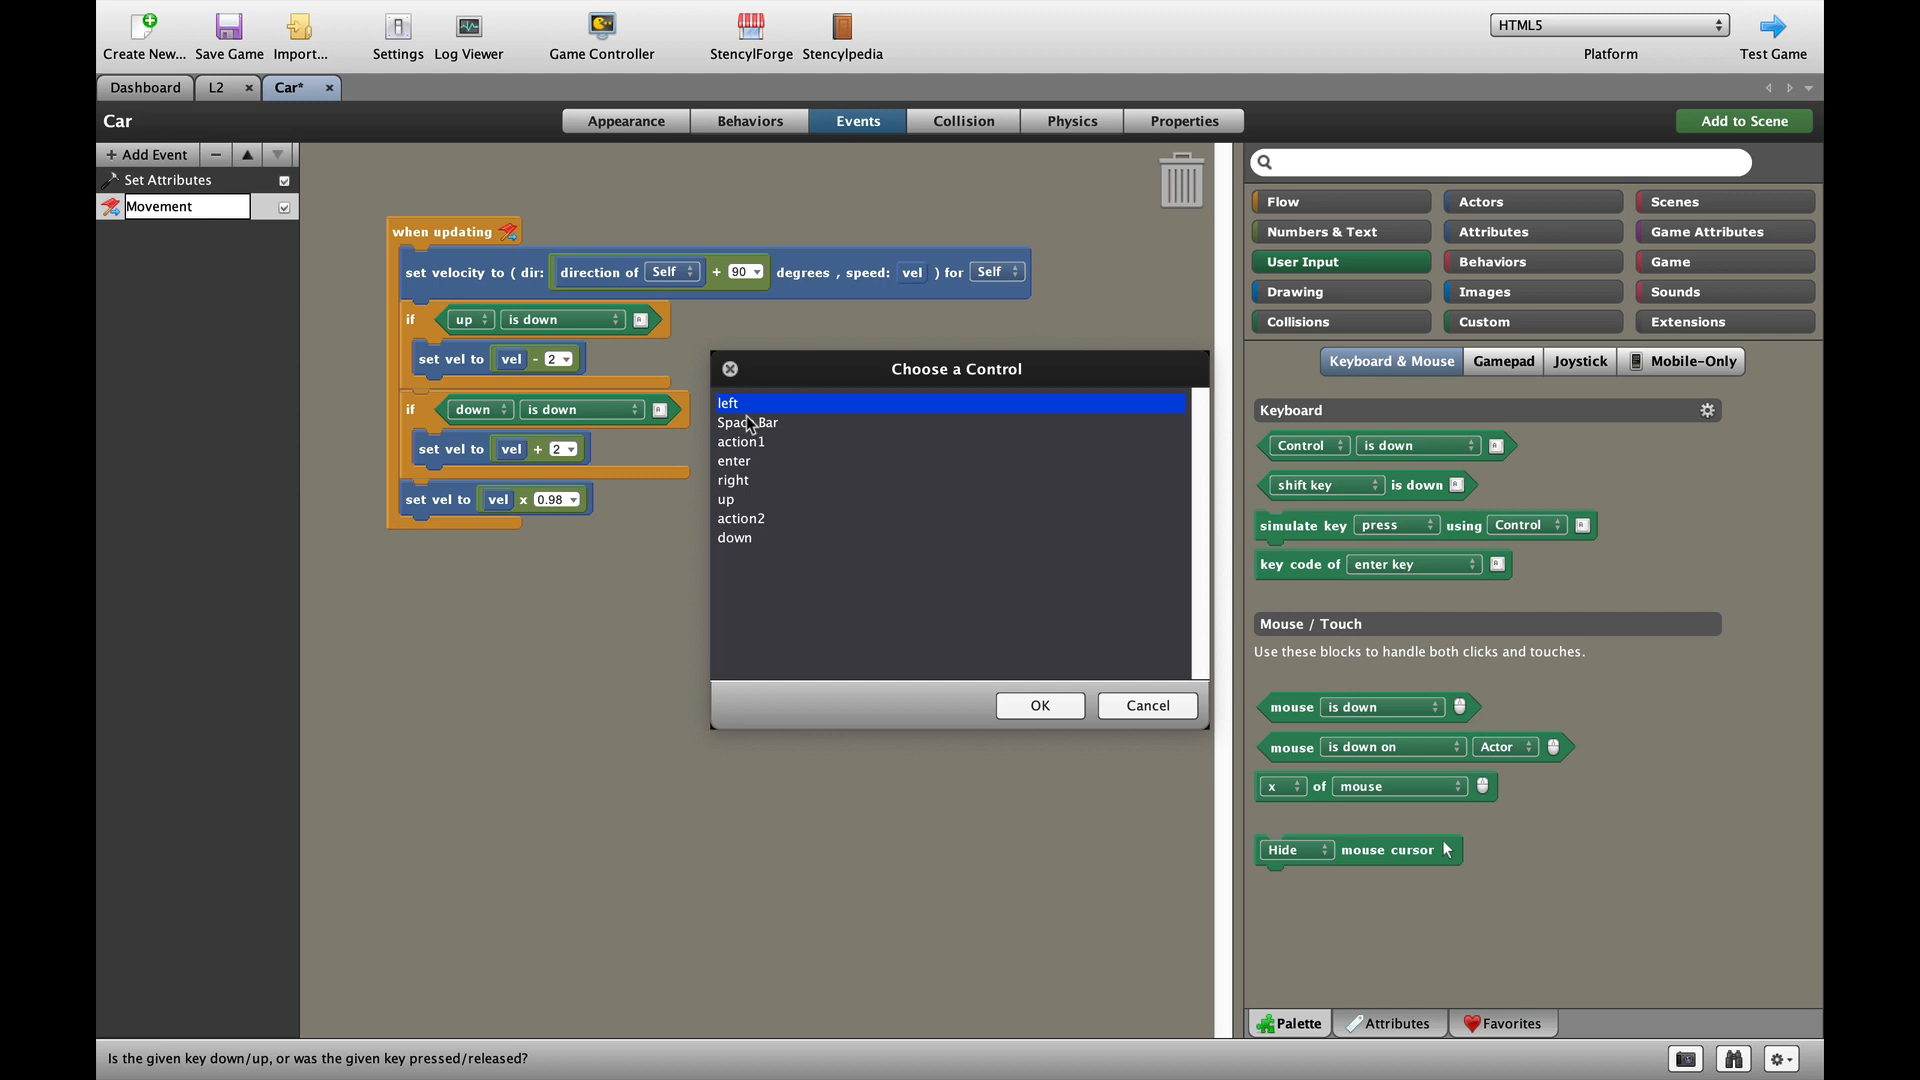 Create New...
Save Game
Import...
Settings
Log Viewer
Game Controller
StencylForge
Stencylpedia
HTML5
Platform
Test Game
Dashboard
L2
Car*
Car
Appearance
Behaviors
Events
Collision
Physics
Properties
Add to Scene
+ Add Event
Set Attributes
Movement
when updating
set velocity to ( dir: direction of Self + 90 degrees , speed: vel ) for Self
if up is down
set vel to vel - 2
if down is down
set vel to vel + 2
set vel to vel x 0.98
Choose a Control
left
Space Bar
action1
enter
right
up
action2
down
OK
Cancel
Flow
Actors
Scenes
Numbers & Text
Attributes
Game Attributes
User Input
Behaviors
Game
Drawing
Images
Sounds
Collisions
Custom
Extensions
Keyboard & Mouse
Gamepad
Joystick
Mobile-Only
Keyboard
Control is down
shift key is down
simulate key press using Control
key code of enter key
Mouse / Touch
Use these blocks to handle both clicks and touches.
mouse is down
mouse is down on Actor
x of mouse
Hide mouse cursor
Palette
Attributes
Favorites
Is the given key down/up, or was the given key pressed/released?